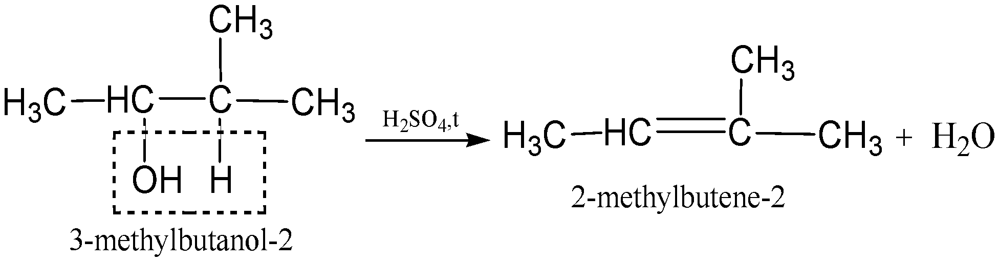 CH3
H3C HC C CH3
OH H
3-methylbutanol-2
H2SO4,t
CH3
H3C HC C CH3 + H2O
2-methylbutene-2